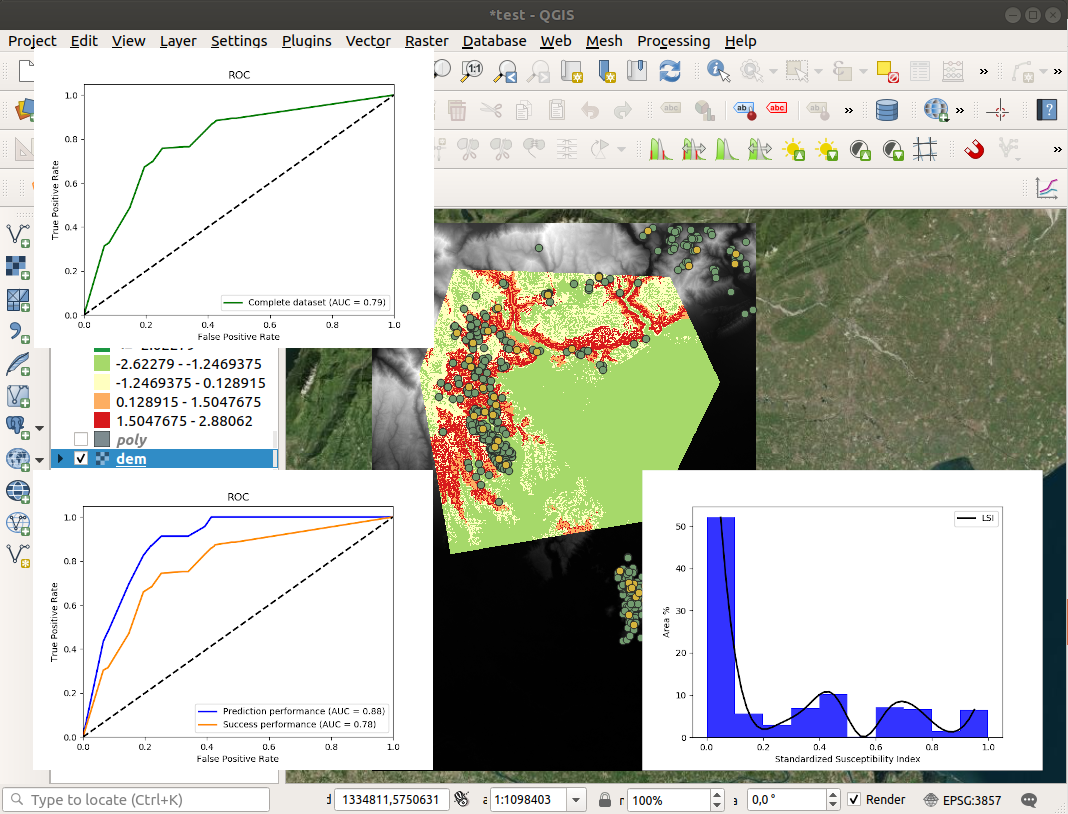 *test - QGIS
Project Edit View Layer Settings Plugins Vector Raster Database Web Mesh Processing Help
1:1
abc
ab
abc
ab
?
ROC
True Positive Rate
1.0
0.8
0.6
0.4
0.2
0.0
Complete dataset (AUC = 0.79)
0.0 0.2 0.4 0.6 0.8 1.0
False Positive Rate
-2.62279 - -1.2469375
-1.2469375 - 0.128915
0.128915 - 1.5047675
1.5047675 - 2.88062
poly
dem
ROC
True Positive Rate
1.0
0.8
0.6
0.4
0.2
0.0
Prediction performance (AUC = 0.88)
Success performance (AUC = 0.78)
0.0 0.2 0.4 0.6 0.8 1.0
False Positive Rate
LSI
Area %
50
40
30
20
10
0
0.0 0.2 0.4 0.6 0.8 1.0
Standardized Susceptibility Index
Type to locate (Ctrl+K)
1334811,5750631
1:1098403
100%
0,0 °
Render
EPSG:3857